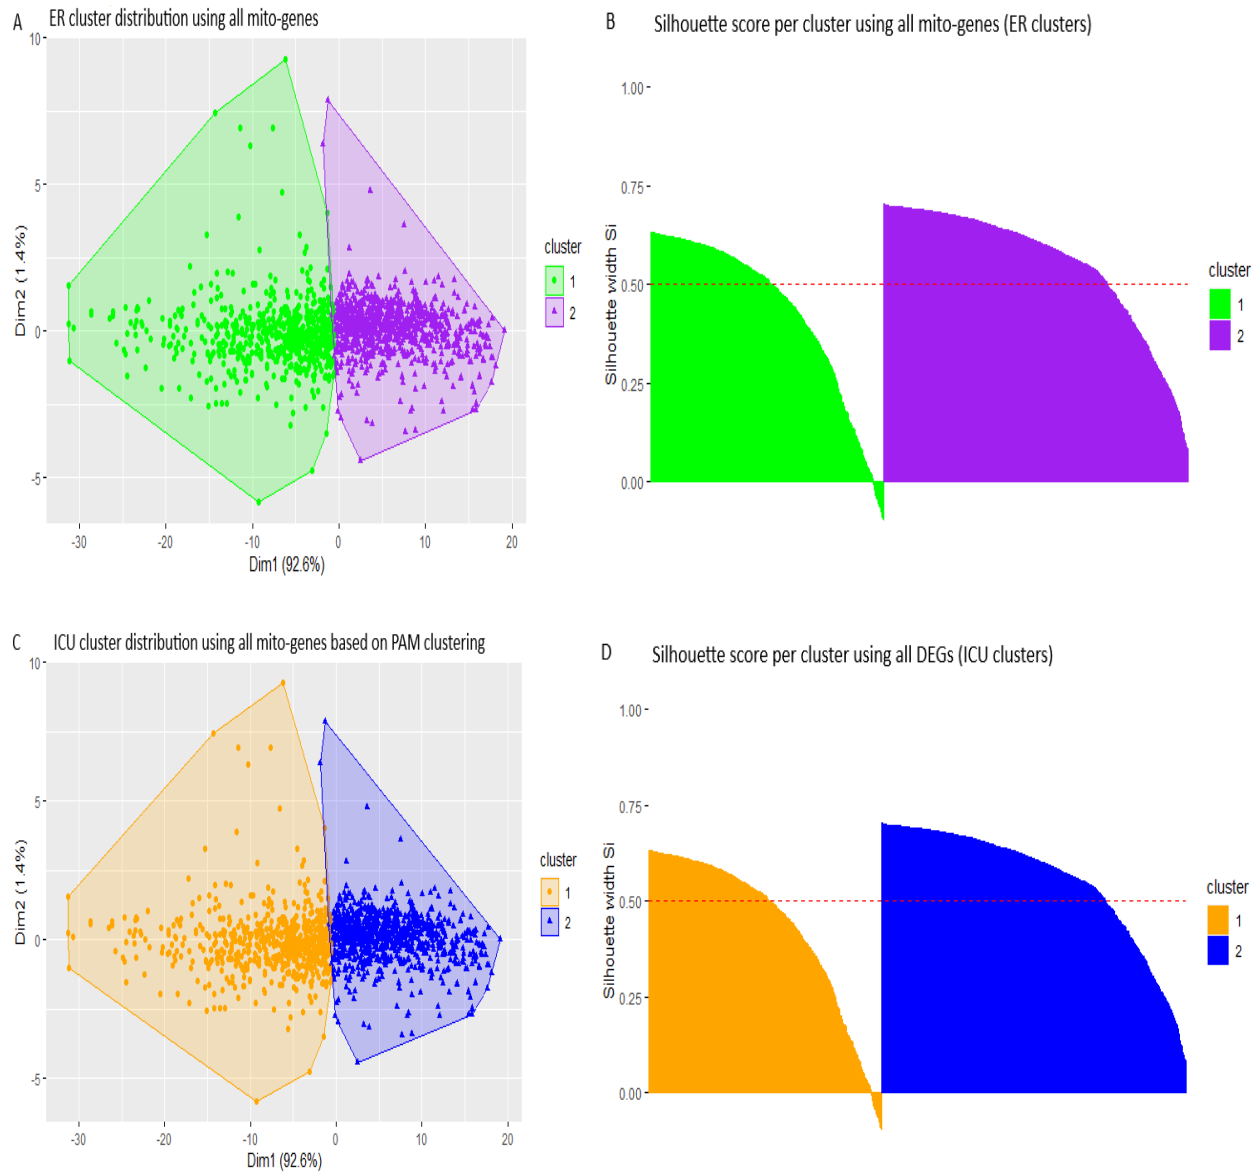 A ER cluster distribution using all mito-genes
10
5
0
-5
Dim2 (1.4%)
-30 -20 -10 0 10 20
Dim1 (92.6%)
cluster
1
2
B Silhouette score per cluster using all mito-genes (ER clusters)
1.00
0.75
0.50
0.25
0.00
Silhouette width Si
cluster
1
2
C ICU cluster distribution using all mito-genes based on PAM clustering
10
5
0
-5
Dim2 (1.4%)
-30 -20 -10 0 10 20
Dim1 (92.6%)
cluster
1
2
D Silhouette score per cluster using all DEGs (ICU clusters)
1.00
0.75
0.50
0.25
0.00
Silhouette width Si
cluster
1
2